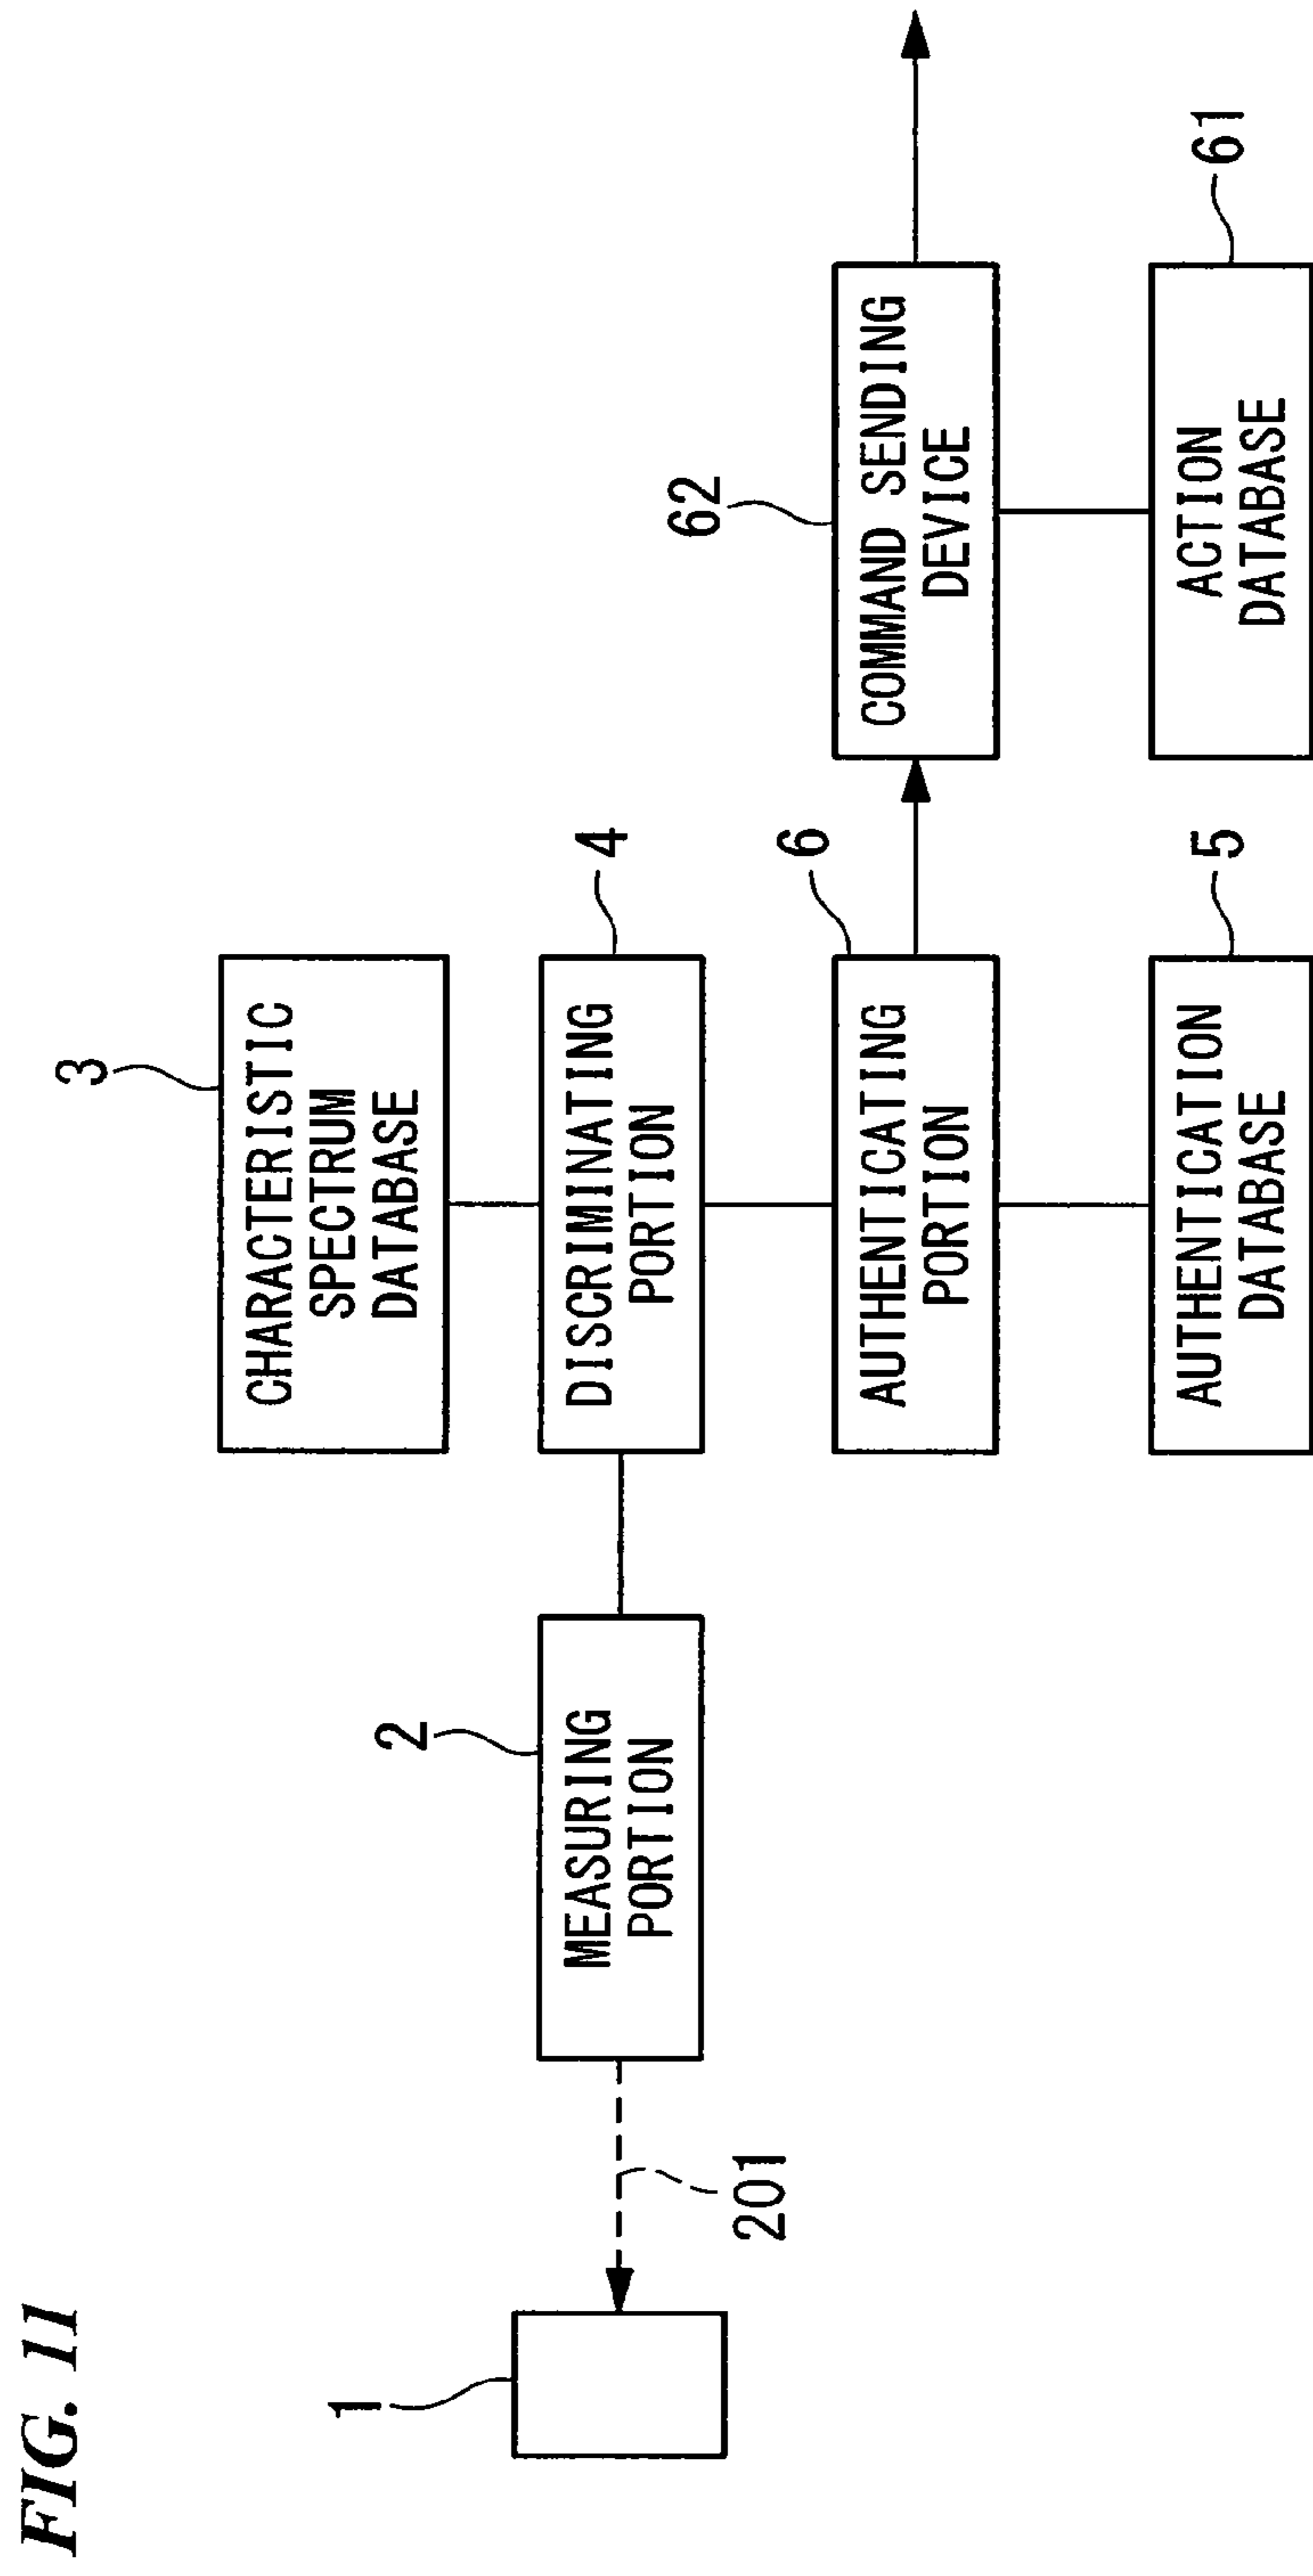 FIG. 11
3
CHARACTERISTIC
SPECTRUM
DATABASE
1
2
MEASURING
PORTION
4
DISCRIMINATING
PORTION
201
6
AUTHENTICATING
PORTION
62
COMMAND SENDING
DEVICE
5
AUTHENTICATION
DATABASE
61
ACTION
DATABASE